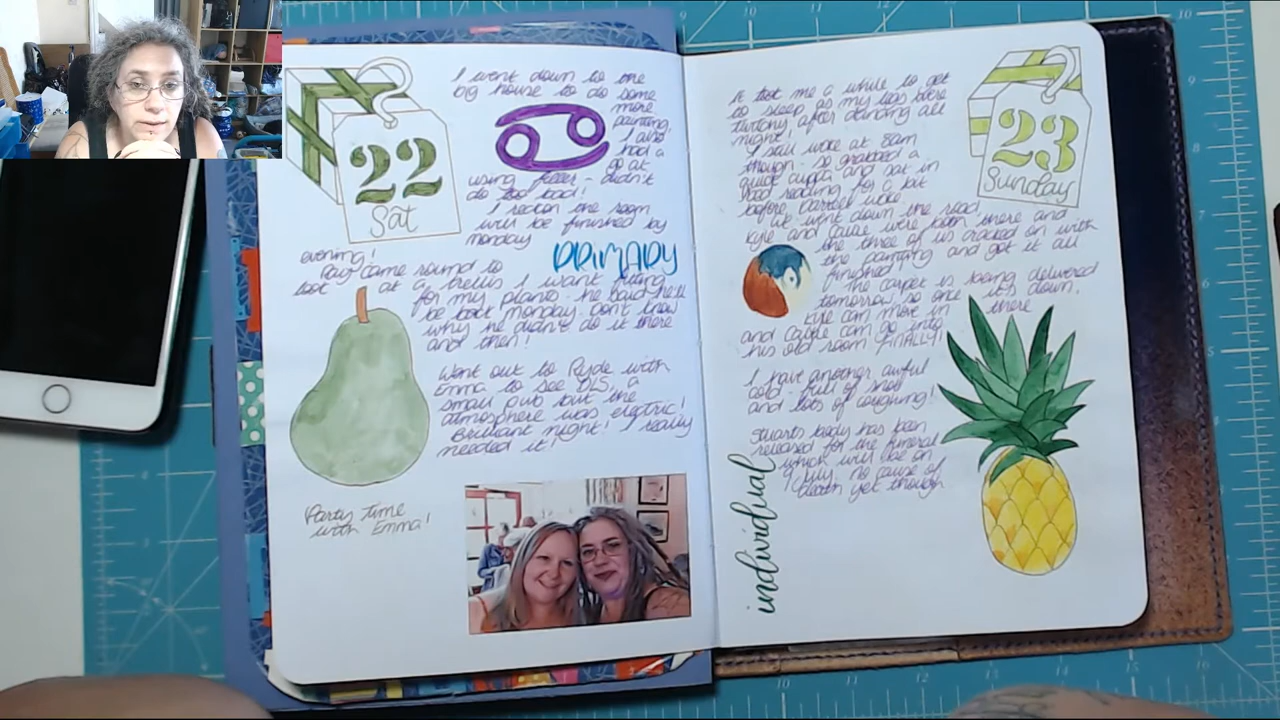 22
Sat
I went down to the
big house to do some
more
painting,
I also
had a
go at
using filler - didn't
do too bad!
I reckon the room
will be finished by
monday
evening!
PRIMARY
Ray came round to
look at a trellis I want fitting
for my plants - he said he'll
be back monday. Don't know
why he didn't do it there
and then!
Went out to Ryde with
Emma to see DLS, a
small pub but the
atmosphere was electric!
Brilliant night! I really
needed it!
Party time
with Emma!
23
Sunday
It took me a while to get
to sleep as my legs were
after dancing all
night!
I still woke at 8am
though - so grabbed a
quick cuppa and sat in
bed reading for a bit
before parties woke.
We went down the road,
Kyle and were both there and
the three of us cracked on with
the painting and got it all
finished!
The carpet is being delivered
tomorrow so once it's down,
Kyle can move in there
and can go into
his old room FINALLY!
I have another awful
cold - full of snot
and lots of coughing!
Stuarts body has been
released for the funeral
which will be on
July. no cause of
death yet though
individual